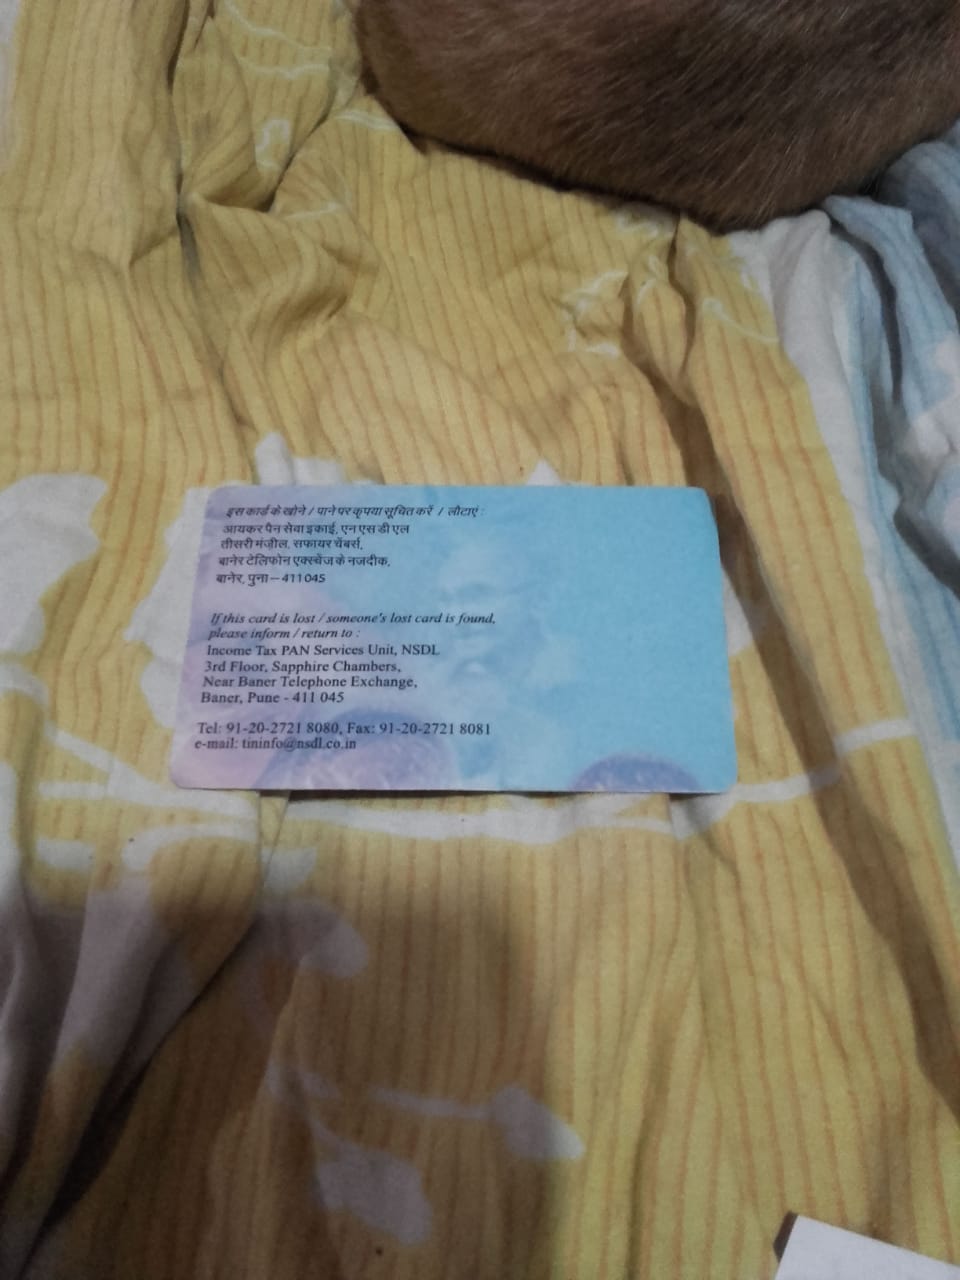 इस कार्ड के खोने / पाने पर कृपया सूचित करें / लौटाएं :
आयकर पैन सेवा इकाई, एन एस डी एल
तीसरी मंज़ील, सफायर चेंबर्स,
बानेर टेलिफोन एक्स्चेंज के नजदीक,
बानेर, पुना – 411045
If this card is lost / someone's lost card is found,
please inform / return to :
Income Tax PAN Services Unit, NSDL
3rd Floor, Sapphire Chambers,
Near Baner Telephone Exchange,
Baner, Pune - 411 045
Tel: 91-20-2721 8080, Fax: 91-20-2721 8081
e-mail: tininfo@nsdl.co.in